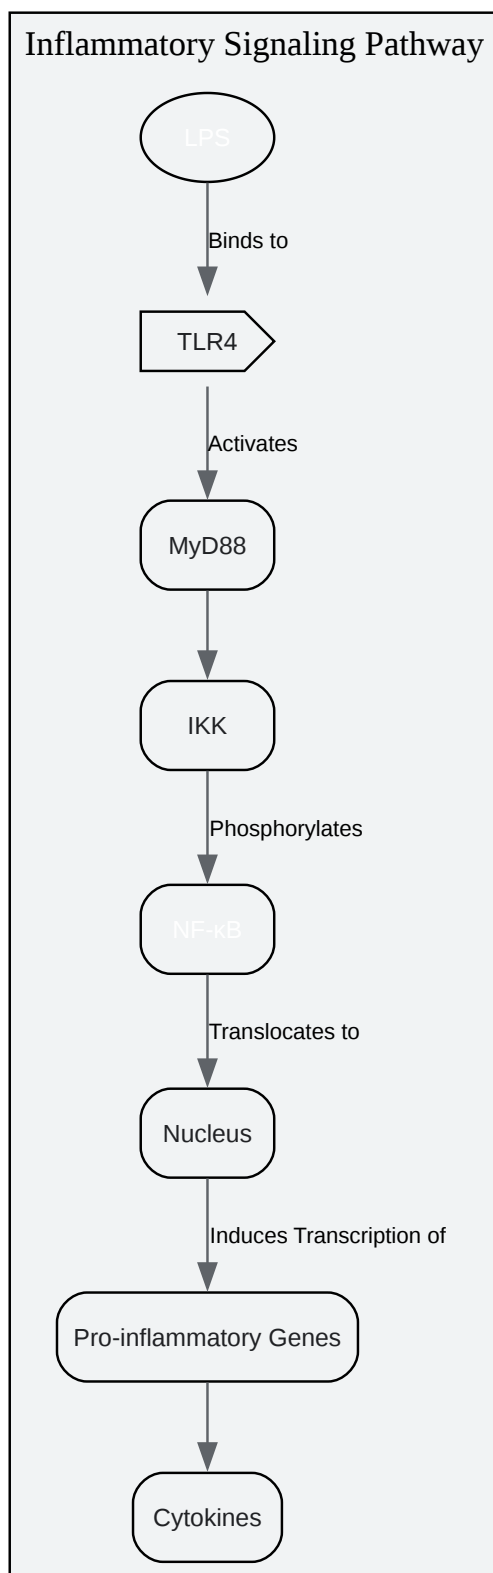 Inflammatory Signaling Pathway
LPS
Binds to
TLR4
Activates
MyD88
IKK
Phosphorylates
NF-κB
Translocates to
Nucleus
Induces Transcription of
Pro-inflammatory Genes
Cytokines